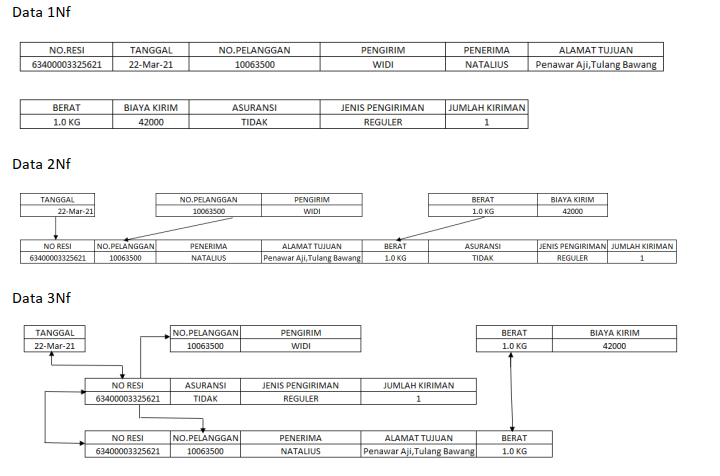 Data 1Nf
NO.RESI TANGGAL NO.PELANGGAN PENGIRIM PENERIMA ALAMAT TUJUAN
63400003325621 22-Mar-21 10063500 WIDI NATALIUS Penawar Aji,Tulang Bawang
BERAT BIAYA KIRIM ASURANSI JENIS PENGIRIMAN JUMLAH KIRIMAN
1.0 KG 42000 TIDAK REGULER 1
Data 2Nf
TANGGAL NO.PELANGGAN PENGIRIM BERAT BIAYA KIRIM
22-Mar-21 10063500 WIDI 1.0 KG 42000
NO RESI NO.PELANGGAN PENERIMA ALAMAT TUJUAN BERAT ASURANSI JENIS PENGIRIMAN JUMLAH KIRIMAN
63400003325621 10063500 NATALIUS Penawar Aji,Tulang Bawang 1.0 KG TIDAK REGULER 1
Data 3Nf
TANGGAL NO.PELANGGAN PENGIRIM BERAT BIAYA KIRIM
22-Mar-21 10063500 WIDI 1.0 KG 42000
NO RESI ASURANSI JENIS PENGIRIMAN JUMLAH KIRIMAN
63400003325621 TIDAK REGULER 1
NO RESI NO.PELANGGAN PENERIMA ALAMAT TUJUAN BERAT
63400003325621 10063500 NATALIUS Penawar Aji,Tulang Bawang 1.0 KG